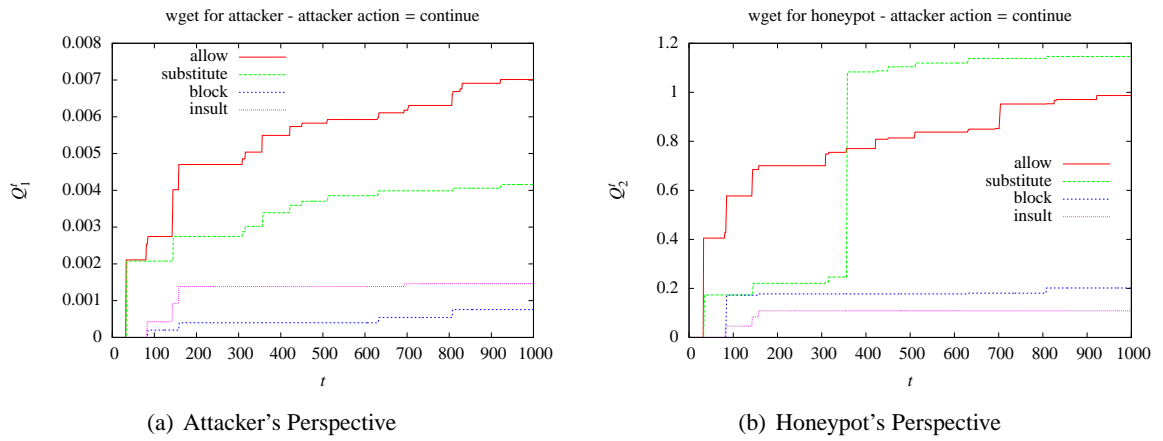 wget for attacker - attacker action = continue
0.008
0.007
0.006
0.005
0.004
0.003
0.002
0.001
0
Q₁ᵗ
allow
substitute
block
insult
0 100 200 300 400 500 600 700 800 900 1000
t
(a) Attacker's Perspective
wget for honeypot - attacker action = continue
1.2
1
0.8
0.6
0.4
0.2
0
Q₂ᵗ
allow
substitute
block
insult
0 100 200 300 400 500 600 700 800 900 1000
t
(b) Honeypot's Perspective